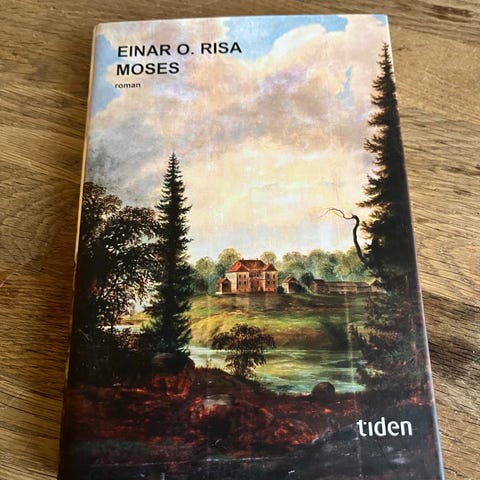 EINAR O. RISA
MOSES
roman
tiden